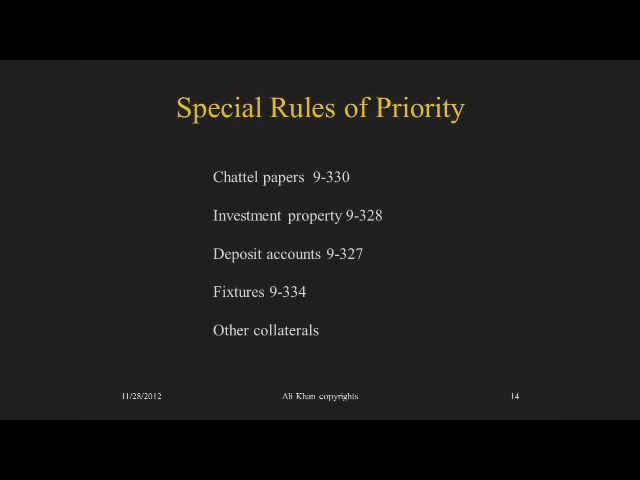 Special Rules of Priority
Chattel papers 9-330
Investment property 9-328
Deposit accounts 9-327
Fixtures 9-334
Other collaterals
11/28/2012
Ali Khan copyrights
14